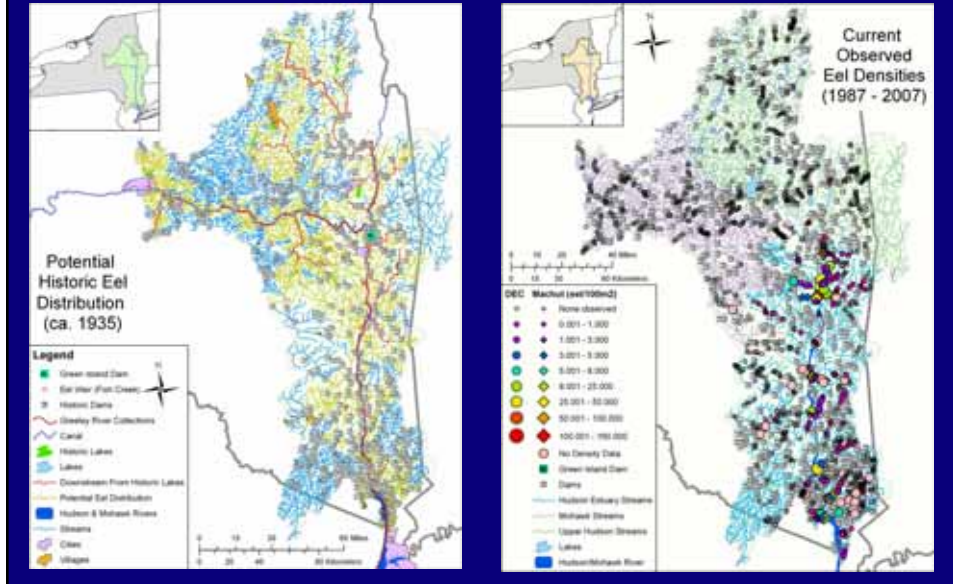 Potential
Historic Eel
Distribution
(ca. 1935)
Legend
Green Island Dam
Eel Weir (Fish Creek)
Historic Dams
Greeley River Collections
Canal
Historic Lakes
Lakes
Downstream From Historic Lakes
Potential Eel Distribution
Hudson & Mohawk Rivers
Streams
Cities
Villages
N
Miles
Kilometers
N
Current
Observed
Eel Densities
(1987 - 2007)
Miles
Kilometers
DEC Machut (eel/100m2)
None observed
0.001 - 1.000
1.001 - 3.000
3.001 - 5.000
5.001 - 8.000
8.001 - 25.000
25.001 - 50.000
50.001 - 100.000
100.001 - 150.000
No Density Data
Green Island Dam
Dams
Hudson Estuary Streams
Mohawk Streams
Upper Hudson Streams
Lakes
Hudson/Mohawk River